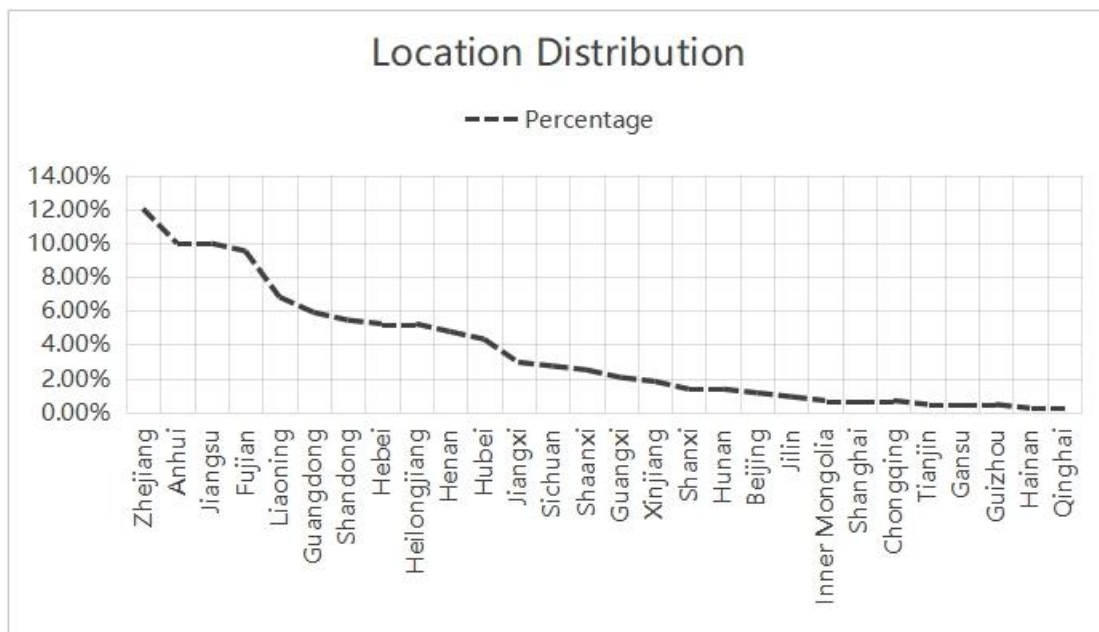 Location Distribution
Percentage
14.00%
12.00%
10.00%
8.00%
6.00%
4.00%
2.00%
0.00%
Zhejiang
Anhui
Jiangsu
Fujian
Liaoning
Guangdong
Shandong
Hebei
Heilongjiang
Henan
Hubei
Jiangxi
Sichuan
Shaanxi
Guangxi
Xinjiang
Shanxi
Hunan
Beijing
Jilin
Inner Mongolia
Shanghai
Chongqing
Tianjin
Gansu
Guizhou
Hainan
Qinghai